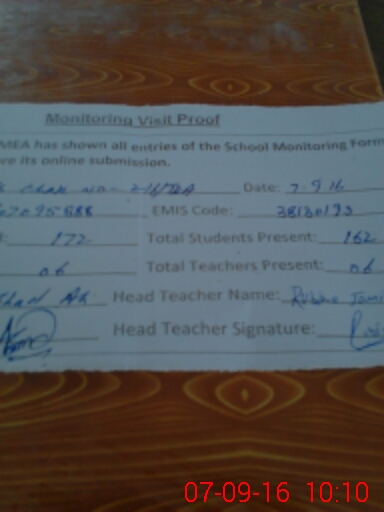 Monitoring Visit Proof
MEA has shown all entries of the School Monitoring Form
its online submission.
Chak No- Date: 7-9-16
EMIS Code: 38130193
172 Total Students Present: 162
06 Total Teachers Present: 06
Head Teacher Name:
Head Teacher Signature:
07-09-16 10:10